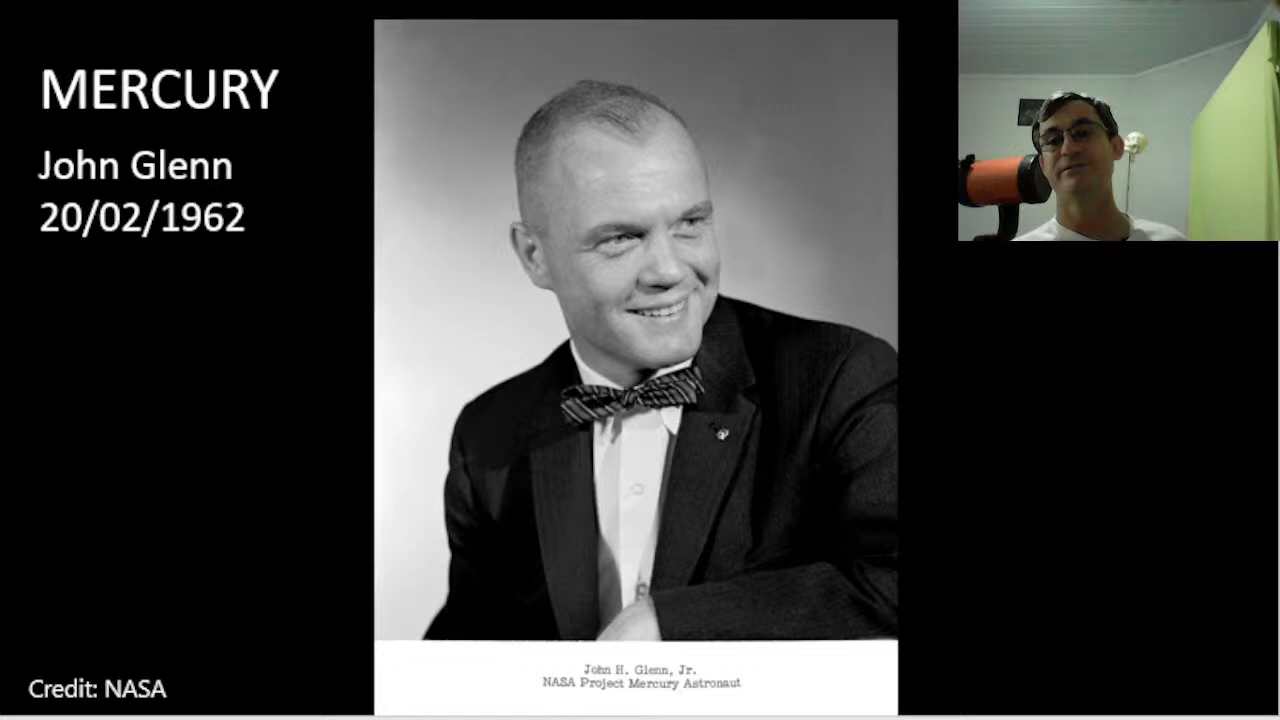 MERCURY
John Glenn
20/02/1962
John H. Glenn, Jr.
NASA Project Mercury Astronaut
Credit: NASA